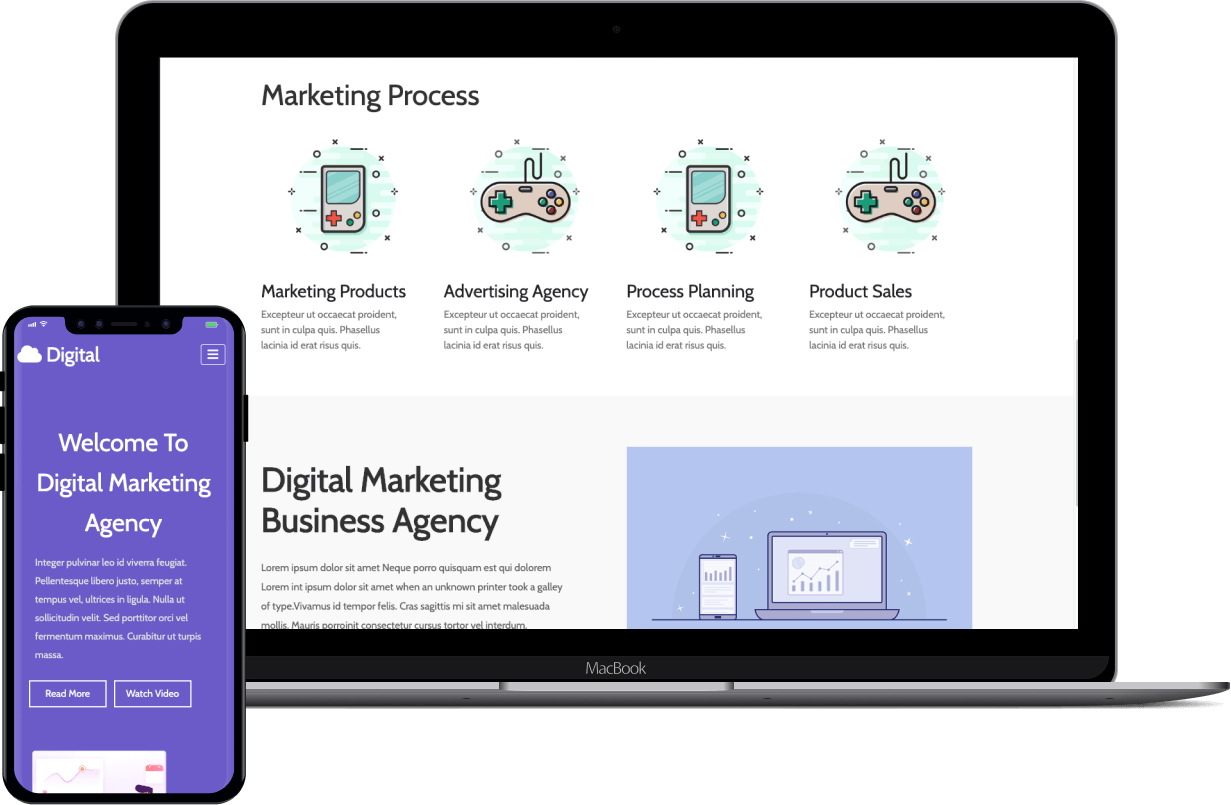 Marketing Process
Marketing Products
Excepteur ut occaecat proident,
sunt in culpa quis. Phasellus
lacinia id erat risus quis.
Advertising Agency
Excepteur ut occaecat proident,
sunt in culpa quis. Phasellus
lacinia id erat risus quis.
Process Planning
Excepteur ut occaecat proident,
sunt in culpa quis. Phasellus
lacinia id erat risus quis.
Product Sales
Excepteur ut occaecat proident,
sunt in culpa quis. Phasellus
lacinia id erat risus quis.
Digital Marketing
Business Agency
Lorem ipsum dolor sit amet Neque porro quisquam est qui dolorem
Lorem int ipsum dolor sit amet when an unknown printer took a galley
of type.Vivamus id tempor felis. Cras sagittis mi sit amet malesuada
mollis. Mauris porroinit consectetur cursus tortor vel interdum.
MacBook
Digital
Welcome To
Digital Marketing
Agency
Integer pulvinar leo id viverra feugiat.
Pellentesque libero justo, semper at
tempus vel, ultrices in ligula. Nulla ut
sollicitudin velit. Sed porttitor orci vel
fermentum maximus. Curabitur ut turpis
massa.
Read More
Watch Video